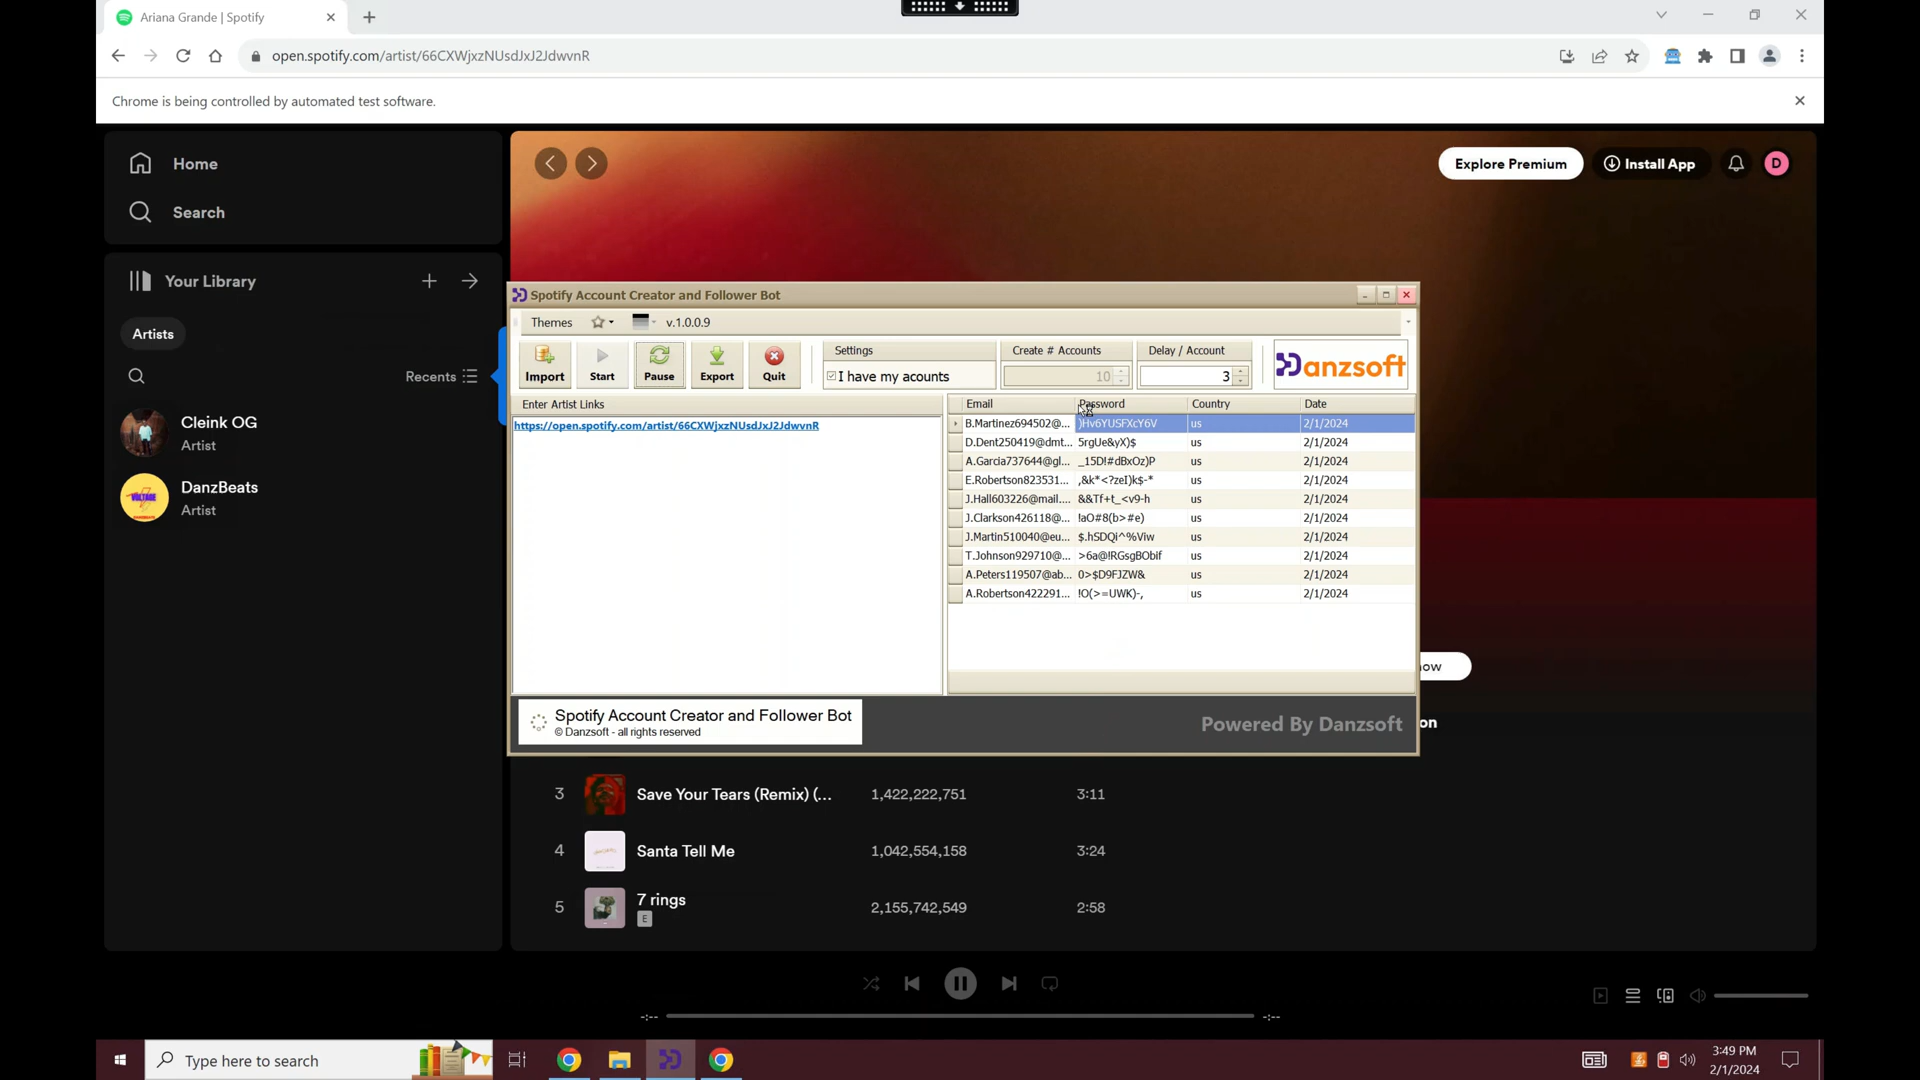 Ariana Grande | Spotify
open.spotify.com/artist/66CXWjxzNUsdJxJ2JdwvnR
Chrome is being controlled by automated test software.
Home
Search
Your Library
Artists
Recents
Cleink OG
Artist
DanzBeats
Artist
Explore Premium
Install App
D
Spotify Account Creator and Follower Bot
Themes
v.1.0.0.9
Import
Start
Pause
Export
Quit
Settings
I have my acounts
Create # Accounts
10
Delay / Account
3
Danzsoft
Enter Artist Links
https://open.spotify.com/artist/66CXWjxzNUsdJxJ2JdwvnR
Email Password Country Date
B.Martinez694502@... )Hv6YUSFXcY6V us 2/1/2024
D.Dent250419@dmt... 5rgUe&yX)$ us 2/1/2024
A.Garcia737644@gl... _15D!#dBxOz)P us 2/1/2024
E.Robertson823531... ,&k*<?zeI)k$-* us 2/1/2024
J.Hall603226@mail.... &&Tf+t_<v9-h us 2/1/2024
J.Clarkson426118@... !aO#8(b>#e) us 2/1/2024
J.Martin510040@eu... $.hSDQi^%Viw us 2/1/2024
T.Johnson929710@... >6a@!RGsgBObif us 2/1/2024
A.Peters119507@ab... 0>$D9FJZW& us 2/1/2024
A.Robertson422291... !O(>=UWK)-, us 2/1/2024
Spotify Account Creator and Follower Bot
© Danzsoft - all rights reserved
Powered By Danzsoft
ow
on
3 Save Your Tears (Remix) (... 1,422,222,751 3:11
4 Santa Tell Me 1,042,554,158 3:24
5 7 rings 2,155,742,549 2:58
E
-:--
-:--
Type here to search
3:49 PM
2/1/2024